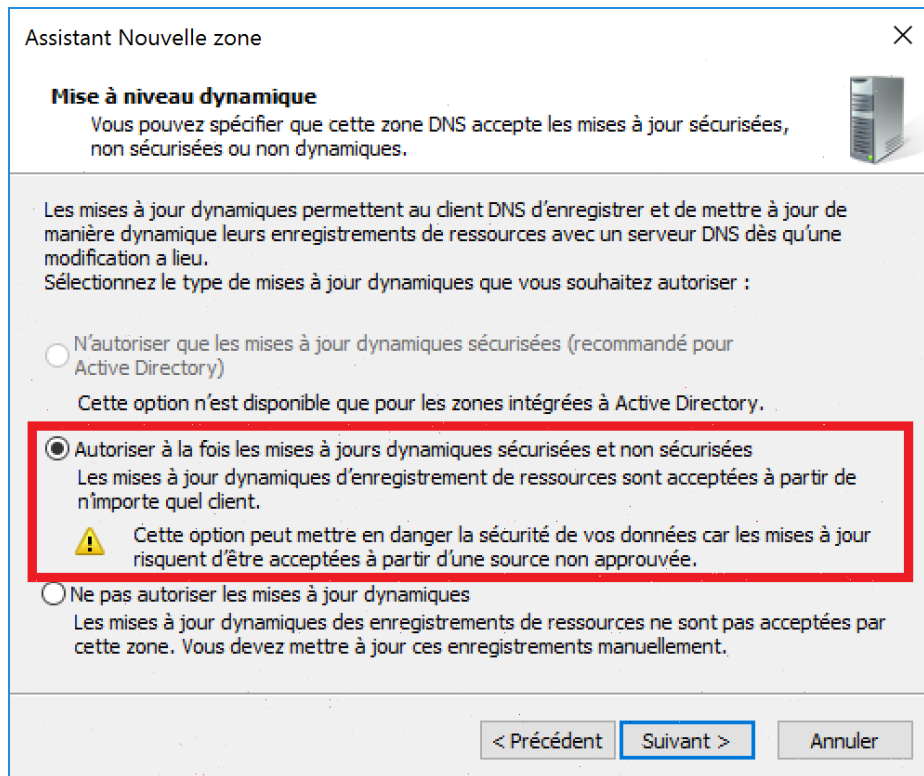 Assistant Nouvelle zone
Mise à niveau dynamique
Vous pouvez spécifier que cette zone DNS accepte les mises à jour sécurisées,
non sécurisées ou non dynamiques.
Les mises à jour dynamiques permettent au client DNS d'enregistrer et de mettre à jour de
manière dynamique leurs enregistrements de ressources avec un serveur DNS dès qu'une
modification a lieu.
Sélectionnez le type de mises à jour dynamiques que vous souhaitez autoriser :
N'autoriser que les mises à jour dynamiques sécurisées (recommandé pour
Active Directory)
Cette option n'est disponible que pour les zones intégrées à Active Directory.
Autoriser à la fois les mises à jours dynamiques sécurisées et non sécurisées
Les mises à jour dynamiques d'enregistrement de ressources sont acceptées à partir de
n'importe quel client.
Cette option peut mettre en danger la sécurité de vos données car les mises à jour
risquent d'être acceptées à partir d'une source non approuvée.
Ne pas autoriser les mises à jour dynamiques
Les mises à jour dynamiques des enregistrements de ressources ne sont pas acceptées par
cette zone. Vous devez mettre à jour ces enregistrements manuellement.
< Précédent Suivant > Annuler